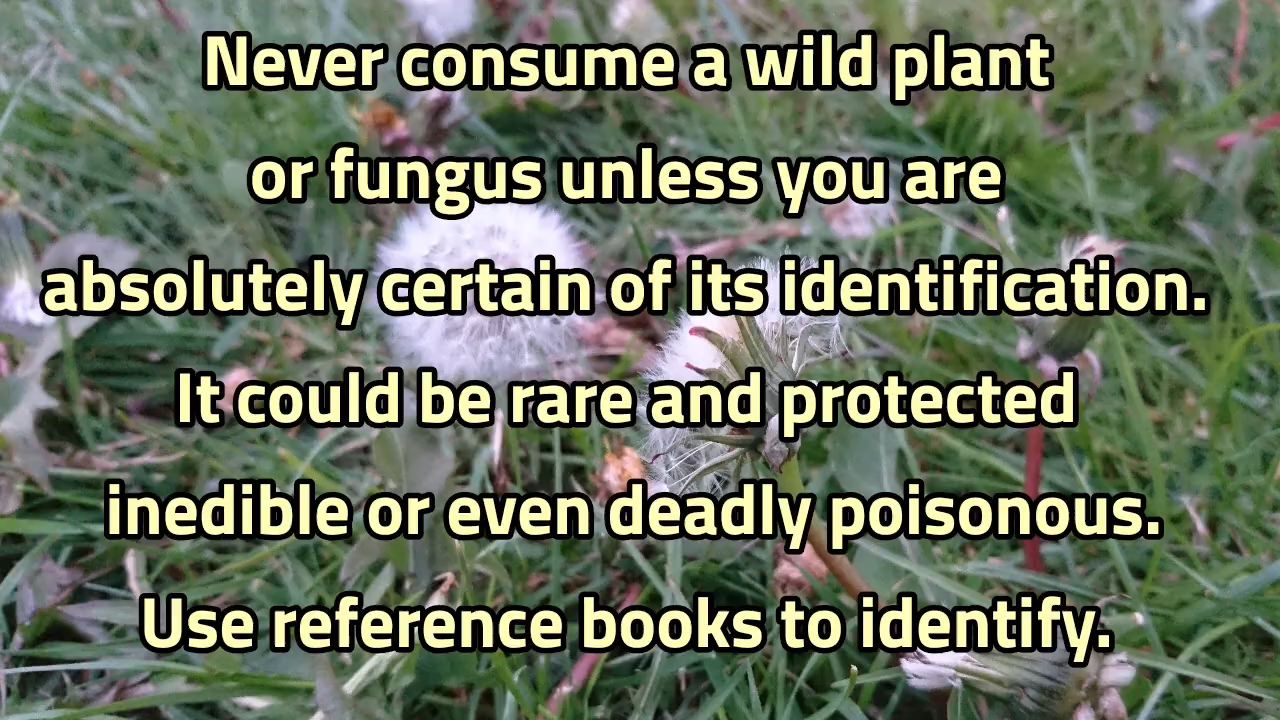 Never consume a wild plant
or fungus unless you are
absolutely certain of its identification.
It could be rare and protected
inedible or even deadly poisonous.
Use reference books to identify.